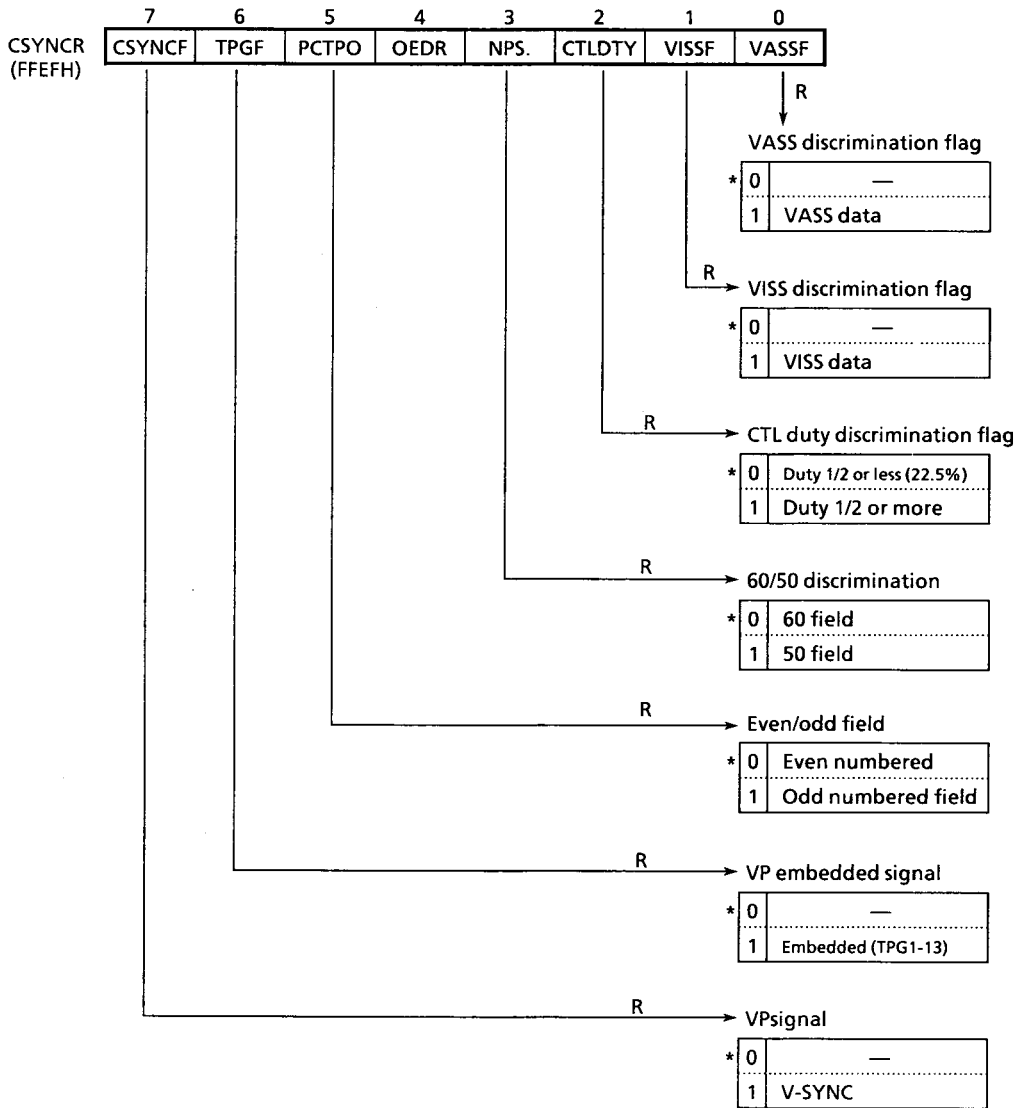 7 6 5 4 3 2 1 0
CSYNCR CSYNCF TPGF PCTPO OEDR NPS. CTLDTY VISSF VASSF
(FFEFH)
R
VASS discrimination flag
* 0 —
1 VASS data
R
VISS discrimination flag
* 0 —
1 VISS data
R
CTL duty discrimination flag
* 0 Duty 1/2 or less (22.5%)
1 Duty 1/2 or more
R
60/50 discrimination
* 0 60 field
1 50 field
R
Even/odd field
* 0 Even numbered
1 Odd numbered field
R
VP embedded signal
* 0 —
1 Embedded (TPG1-13)
R
VPsignal
* 0 —
1 V-SYNC